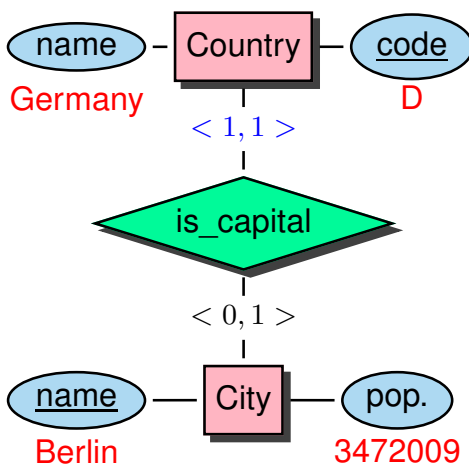 name Country code
Germany D
< 1, 1 >
is_capital
< 0, 1 >
name City pop.
Berlin 3472009